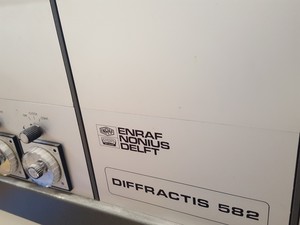 ENRAF
NONIUS
DELFT
DIFFRACTIS 582